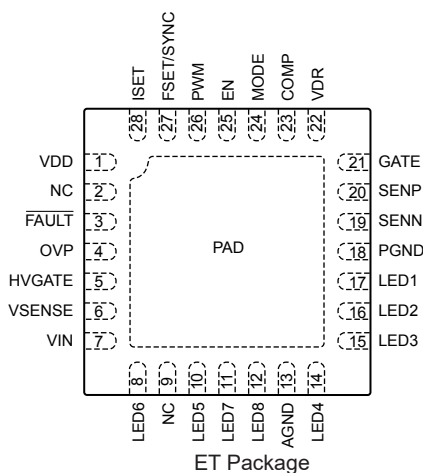 ISET
FSET/SYNC
PWM
EN
MODE
COMP
VDR
28
27
26
25
24
23
22
VDD 1
NC 2
FAULT 3
OVP 4
HVGATE 5
VSENSE 6
VIN 7
PAD
21 GATE
20 SENP
19 SENN
18 PGND
17 LED1
16 LED2
15 LED3
8
9
10
11
12
13
14
LED6
NC
LED5
LED7
LED8
AGND
LED4
ET Package